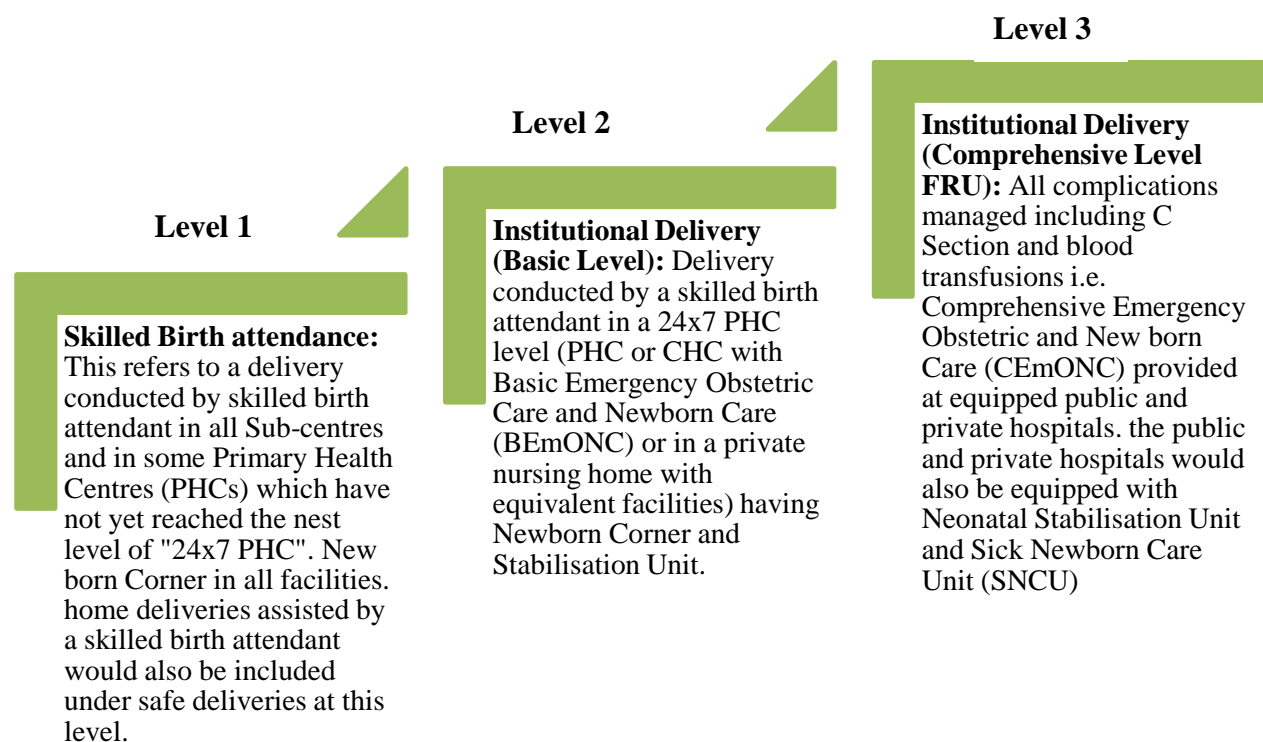 Level 1
Skilled Birth attendance:
This refers to a delivery
conducted by skilled birth
attendant in all Sub-centres
and in some Primary Health
Centres (PHCs) which have
not yet reached the nest
level of "24x7 PHC". New
born Corner in all facilities.
home deliveries assisted by
a skilled birth attendant
would also be included
under safe deliveries at this
level.
Level 2
Institutional Delivery
(Basic Level): Delivery
conducted by a skilled birth
attendant in a 24x7 PHC
level (PHC or CHC with
Basic Emergency Obstetric
Care and Newborn Care
(BEmONC) or in a private
nursing home with
equivalent facilities) having
Newborn Corner and
Stabilisation Unit.
Level 3
Institutional Delivery
(Comprehensive Level
FRU): All complications
managed including C
Section and blood
transfusions i.e.
Comprehensive Emergency
Obstetric and New born
Care (CEmONC) provided
at equipped public and
private hospitals. the public
and private hospitals would
also be equipped with
Neonatal Stabilisation Unit
and Sick Newborn Care
Unit (SNCU)